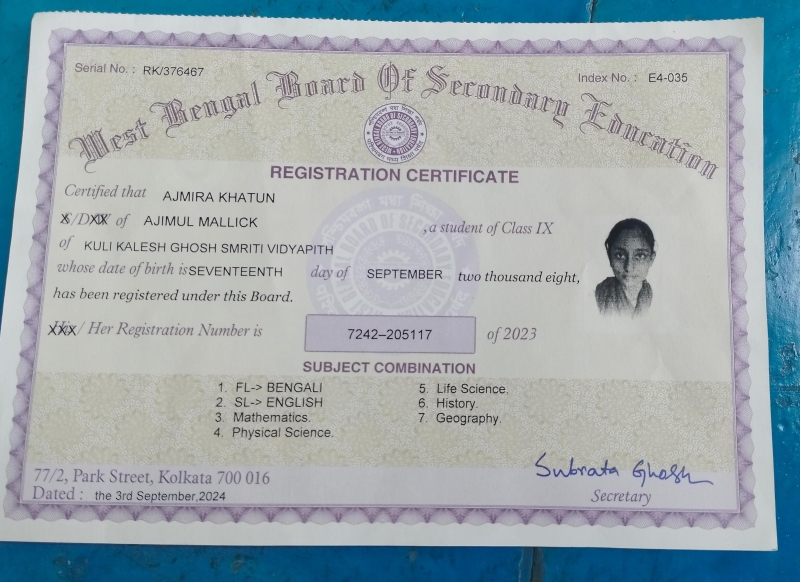 Serial No. : RK/376467
Index No. : E4-035
West Bengal Board Of Secondary Education
REGISTRATION CERTIFICATE
Certified that AJMIRA KHATUN
S/D of AJIMUL MALLICK , a student of Class IX
of KULI KALESH GHOSH SMRITI VIDYAPITH
whose date of birth is SEVENTEENTH day of SEPTEMBER two thousand eight,
has been registered under this Board.
His / Her Registration Number is 7242–205117 of 2023
SUBJECT COMBINATION
1. FL-> BENGALI
2. SL-> ENGLISH
3. Mathematics.
4. Physical Science.
5. Life Science.
6. History.
7. Geography.
77/2, Park Street, Kolkata 700 016
Dated : the 3rd September,2024
Subrata Ghosh
Secretary